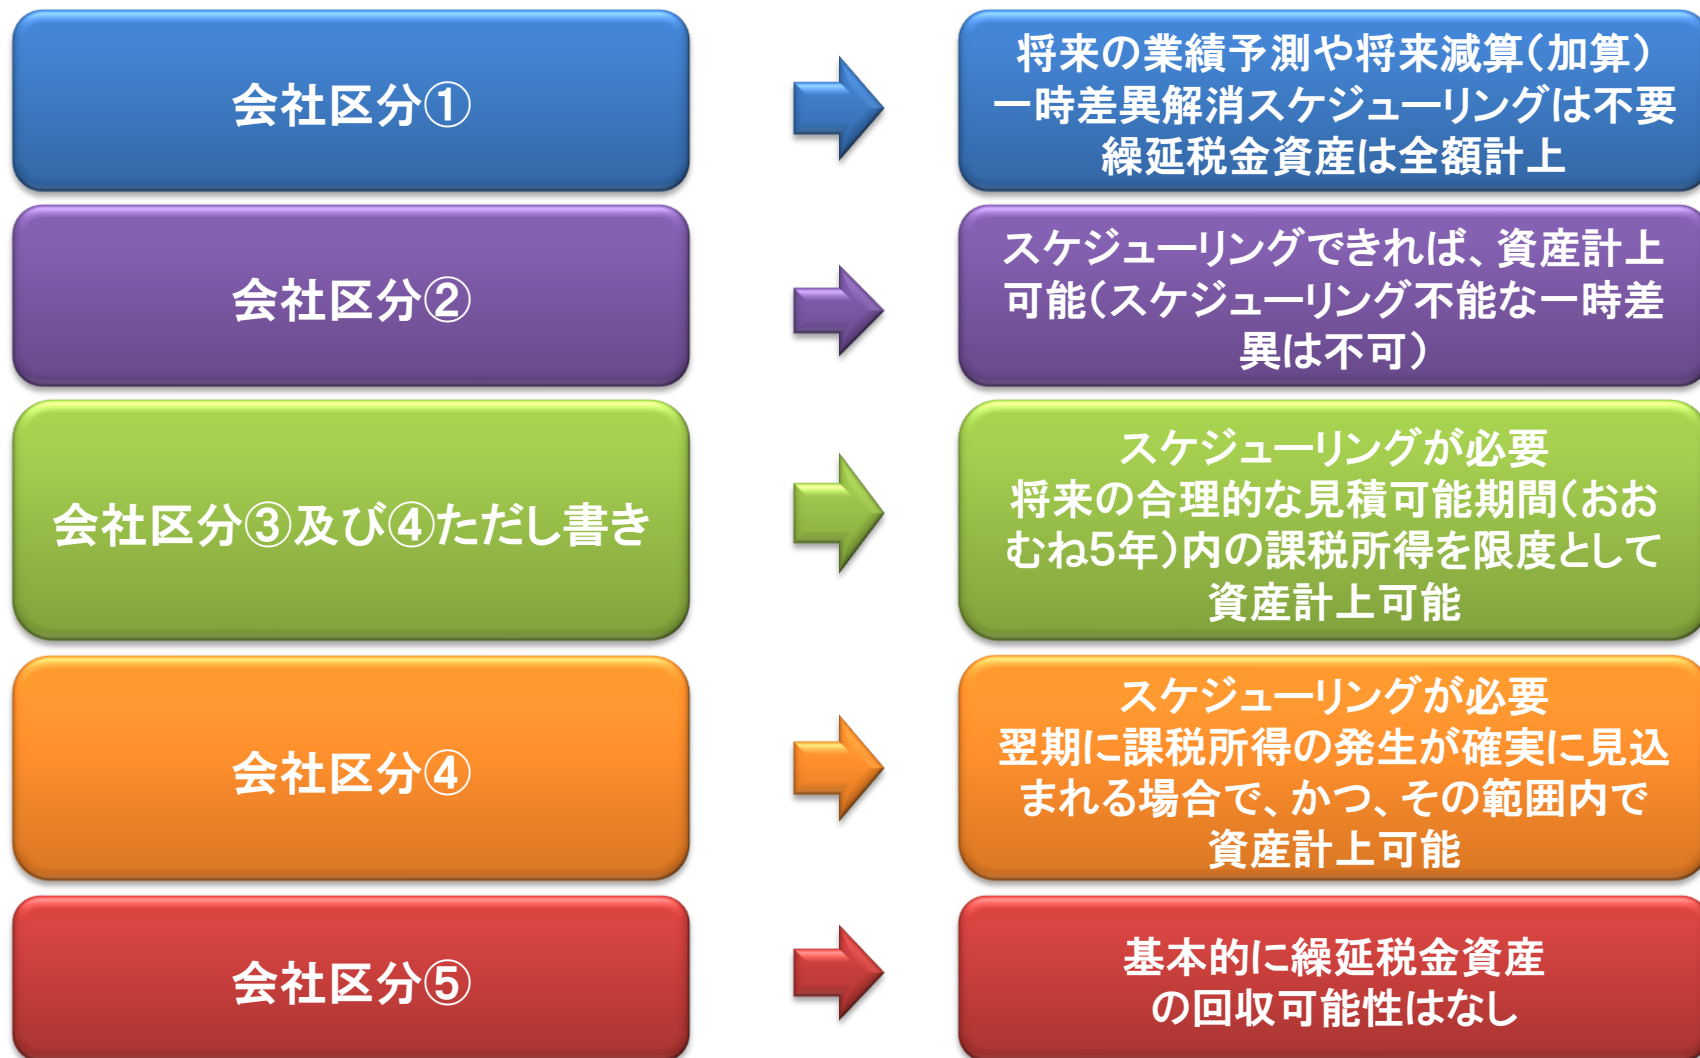 会社区分①
将来の業績予測や将来減算（加算）
一時差異解消スケジューリングは不要
繰延税金資産は全額計上
会社区分②
スケジューリングできれば、資産計上
可能（スケジューリング不能な一時差
異は不可）
会社区分③及び④ただし書き
スケジューリングが必要
将来の合理的な見積可能期間（おお
むね5年）内の課税所得を限度として
資産計上可能
会社区分④
スケジューリングが必要
翌期に課税所得の発生が確実に見込
まれる場合で、かつ、その範囲内で
資産計上可能
会社区分⑤
基本的に繰延税金資産
の回収可能性はなし